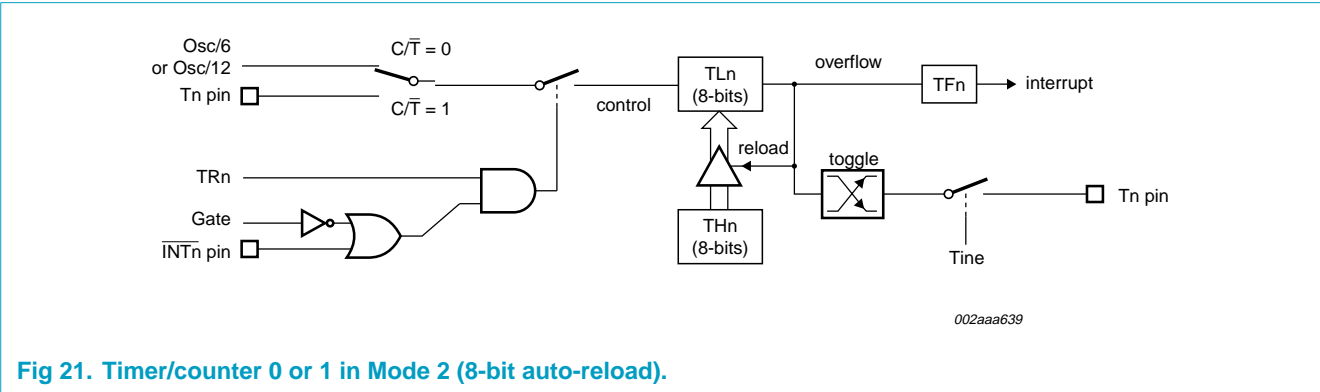 Osc/6
or Osc/12
Tn pin
C/T̅ = 0
C/T̅ = 1
control
TLn
(8-bits)
overflow
TFn
interrupt
reload
toggle
Tn pin
TRn
Gate
I̅N̅T̅n̅ pin
THn
(8-bits)
Tine
002aaa639
Fig 21. Timer/counter 0 or 1 in Mode 2 (8-bit auto-reload).